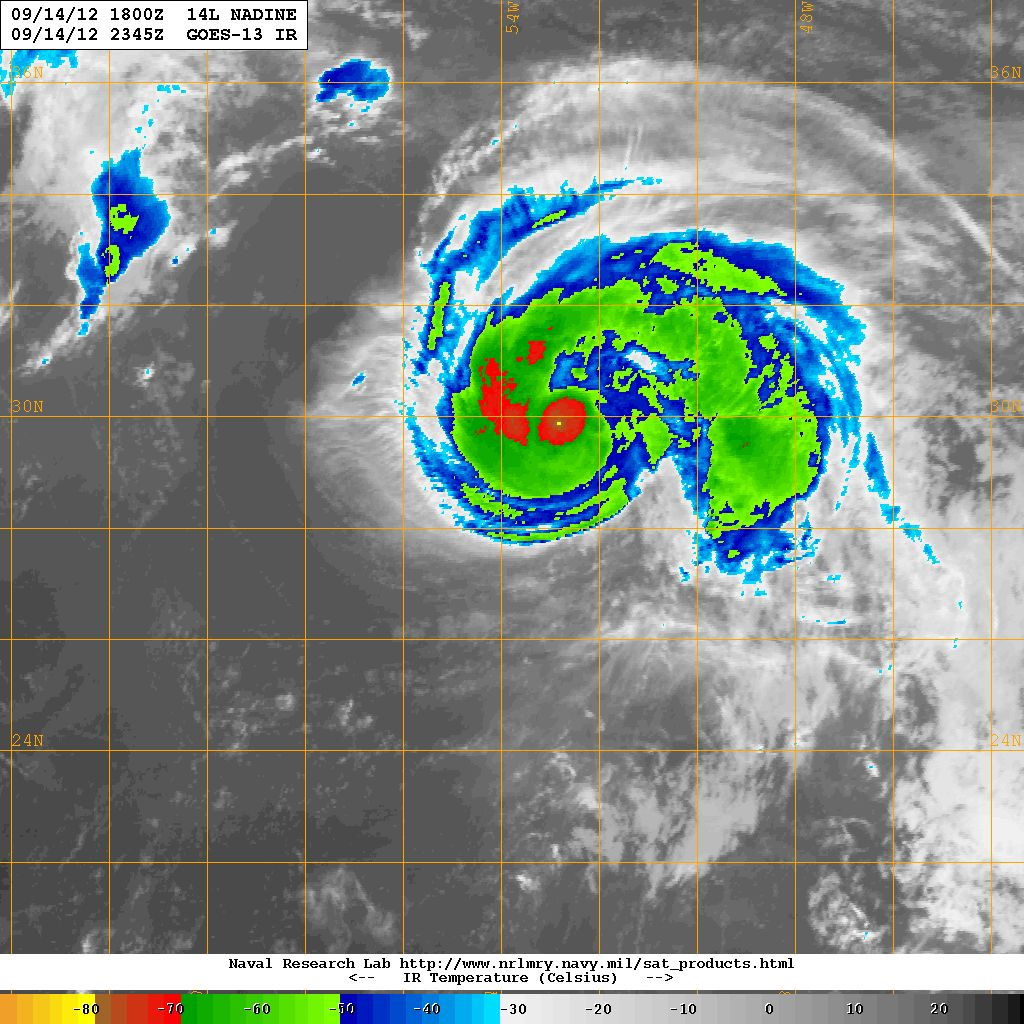 09/14/12 1800Z 14L NADINE
09/14/12 2345Z GOES-13 IR
54W
48W
36N 36N
30N 30N
24N 24N
Naval Research Lab http://www.nrlmry.navy.mil/sat_products.html
<-- IR Temperature (Celsius) -->
-80 -70 -60 -50 -40 -30 -20 -10 0 10 20